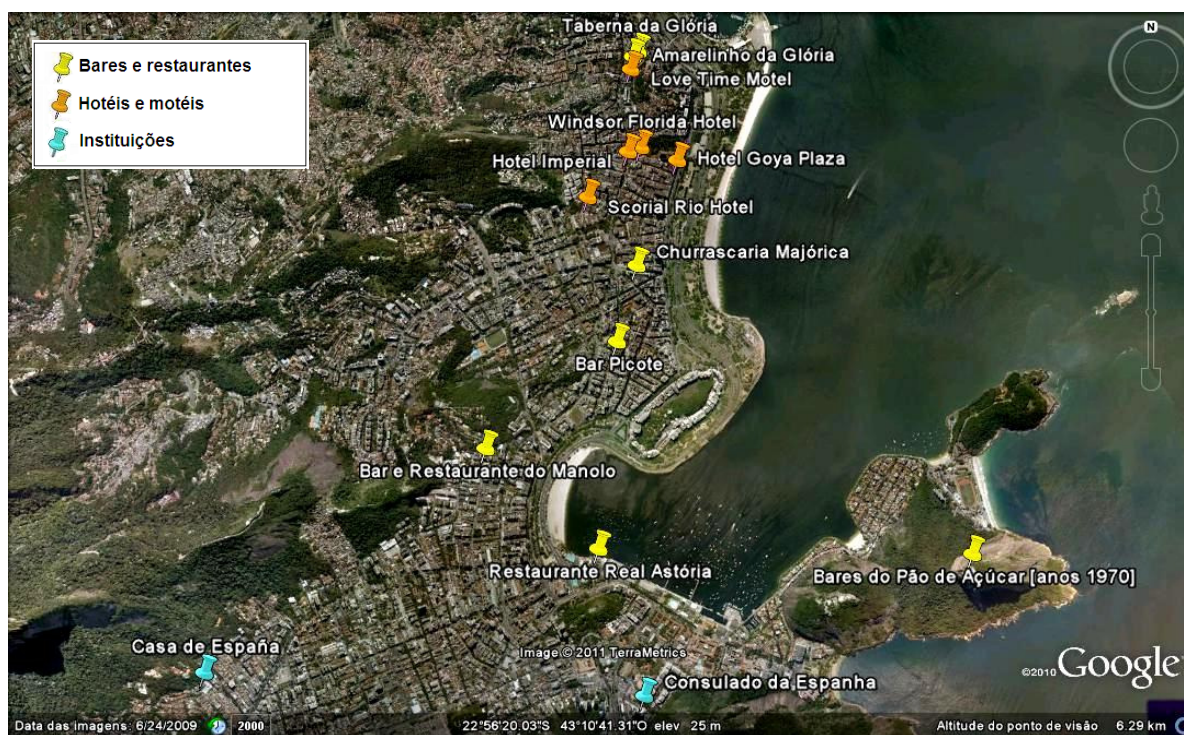 Taberna da Glória
Bares e restaurantes
Hotéis e motéis
Instituições
N
Amarelinho da Glória
Love Time Motel
Windsor Florida Hotel
Hotel Imperial
Hotel Goya Plaza
Scorial Rio Hotel
Churrascaria Majórica
Bar Picote
Bar e Restaurante do Manolo
Restaurante Real Astória
Bares do Pão de Açúcar [anos 1970]
Casa de España
Image © 2011 TerraMetrics
Consulado da Espanha
©2010 Google
Data das imagens: 6/24/2009 2000 22°56'20.03"S 43°10'41.31"O elev 25 m Altitude do ponto de visão 6.29 km